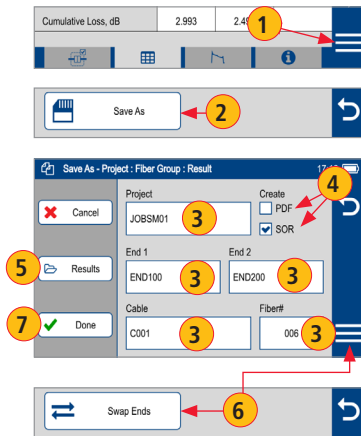 Cumulative Loss, dB 2.993 2.49
1
Save As
2
Save As - Project : Fiber Group : Result 17
4
Project
Create
PDF
Cancel
JOBSM01
3
SOR
End 1
End 2
5
Results
END100
3
END200
3
7
Done
Cable
Fiber#
C001
3
006
3
Swap Ends
6